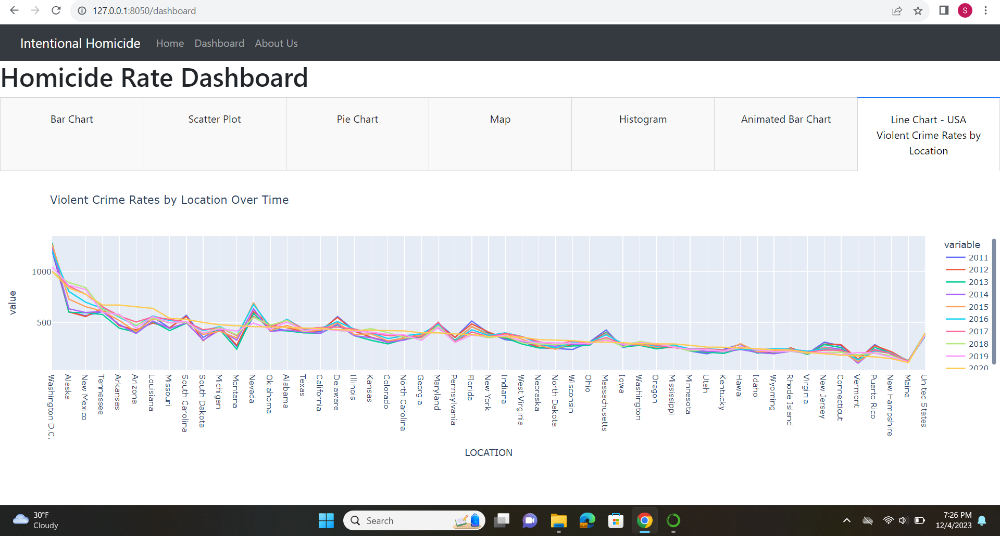 127.0.0.1:8050/dashboard
S
Intentional Homicide Home Dashboard About Us
Homicide Rate Dashboard
Bar Chart
Scatter Plot
Pie Chart
Map
Histogram
Animated Bar Chart
Line Chart - USA
Violent Crime Rates by
Location
Violent Crime Rates by Location Over Time
value
1000
500
variable
2011
2012
2013
2014
2015
2016
2017
2018
2019
2020
Washington D.C.
Alaska
New Mexico
Tennessee
Arkansas
Arizona
Louisiana
Missouri
South Carolina
South Dakota
Michigan
Montana
Nevada
Oklahoma
Alabama
Texas
California
Delaware
Illinois
Kansas
Colorado
North Carolina
Georgia
Maryland
Pennsylvania
Florida
New York
Indiana
West Virginia
Nebraska
North Dakota
Wisconsin
Ohio
Massachusetts
Iowa
Washington
Oregon
Mississippi
Minnesota
Utah
Kentucky
Hawaii
Idaho
Wyoming
Rhode Island
Virginia
New Jersey
Connecticut
Vermont
Puerto Rico
New Hampshire
Maine
United States
LOCATION
30°F
Cloudy
Search
7:26 PM
12/4/2023